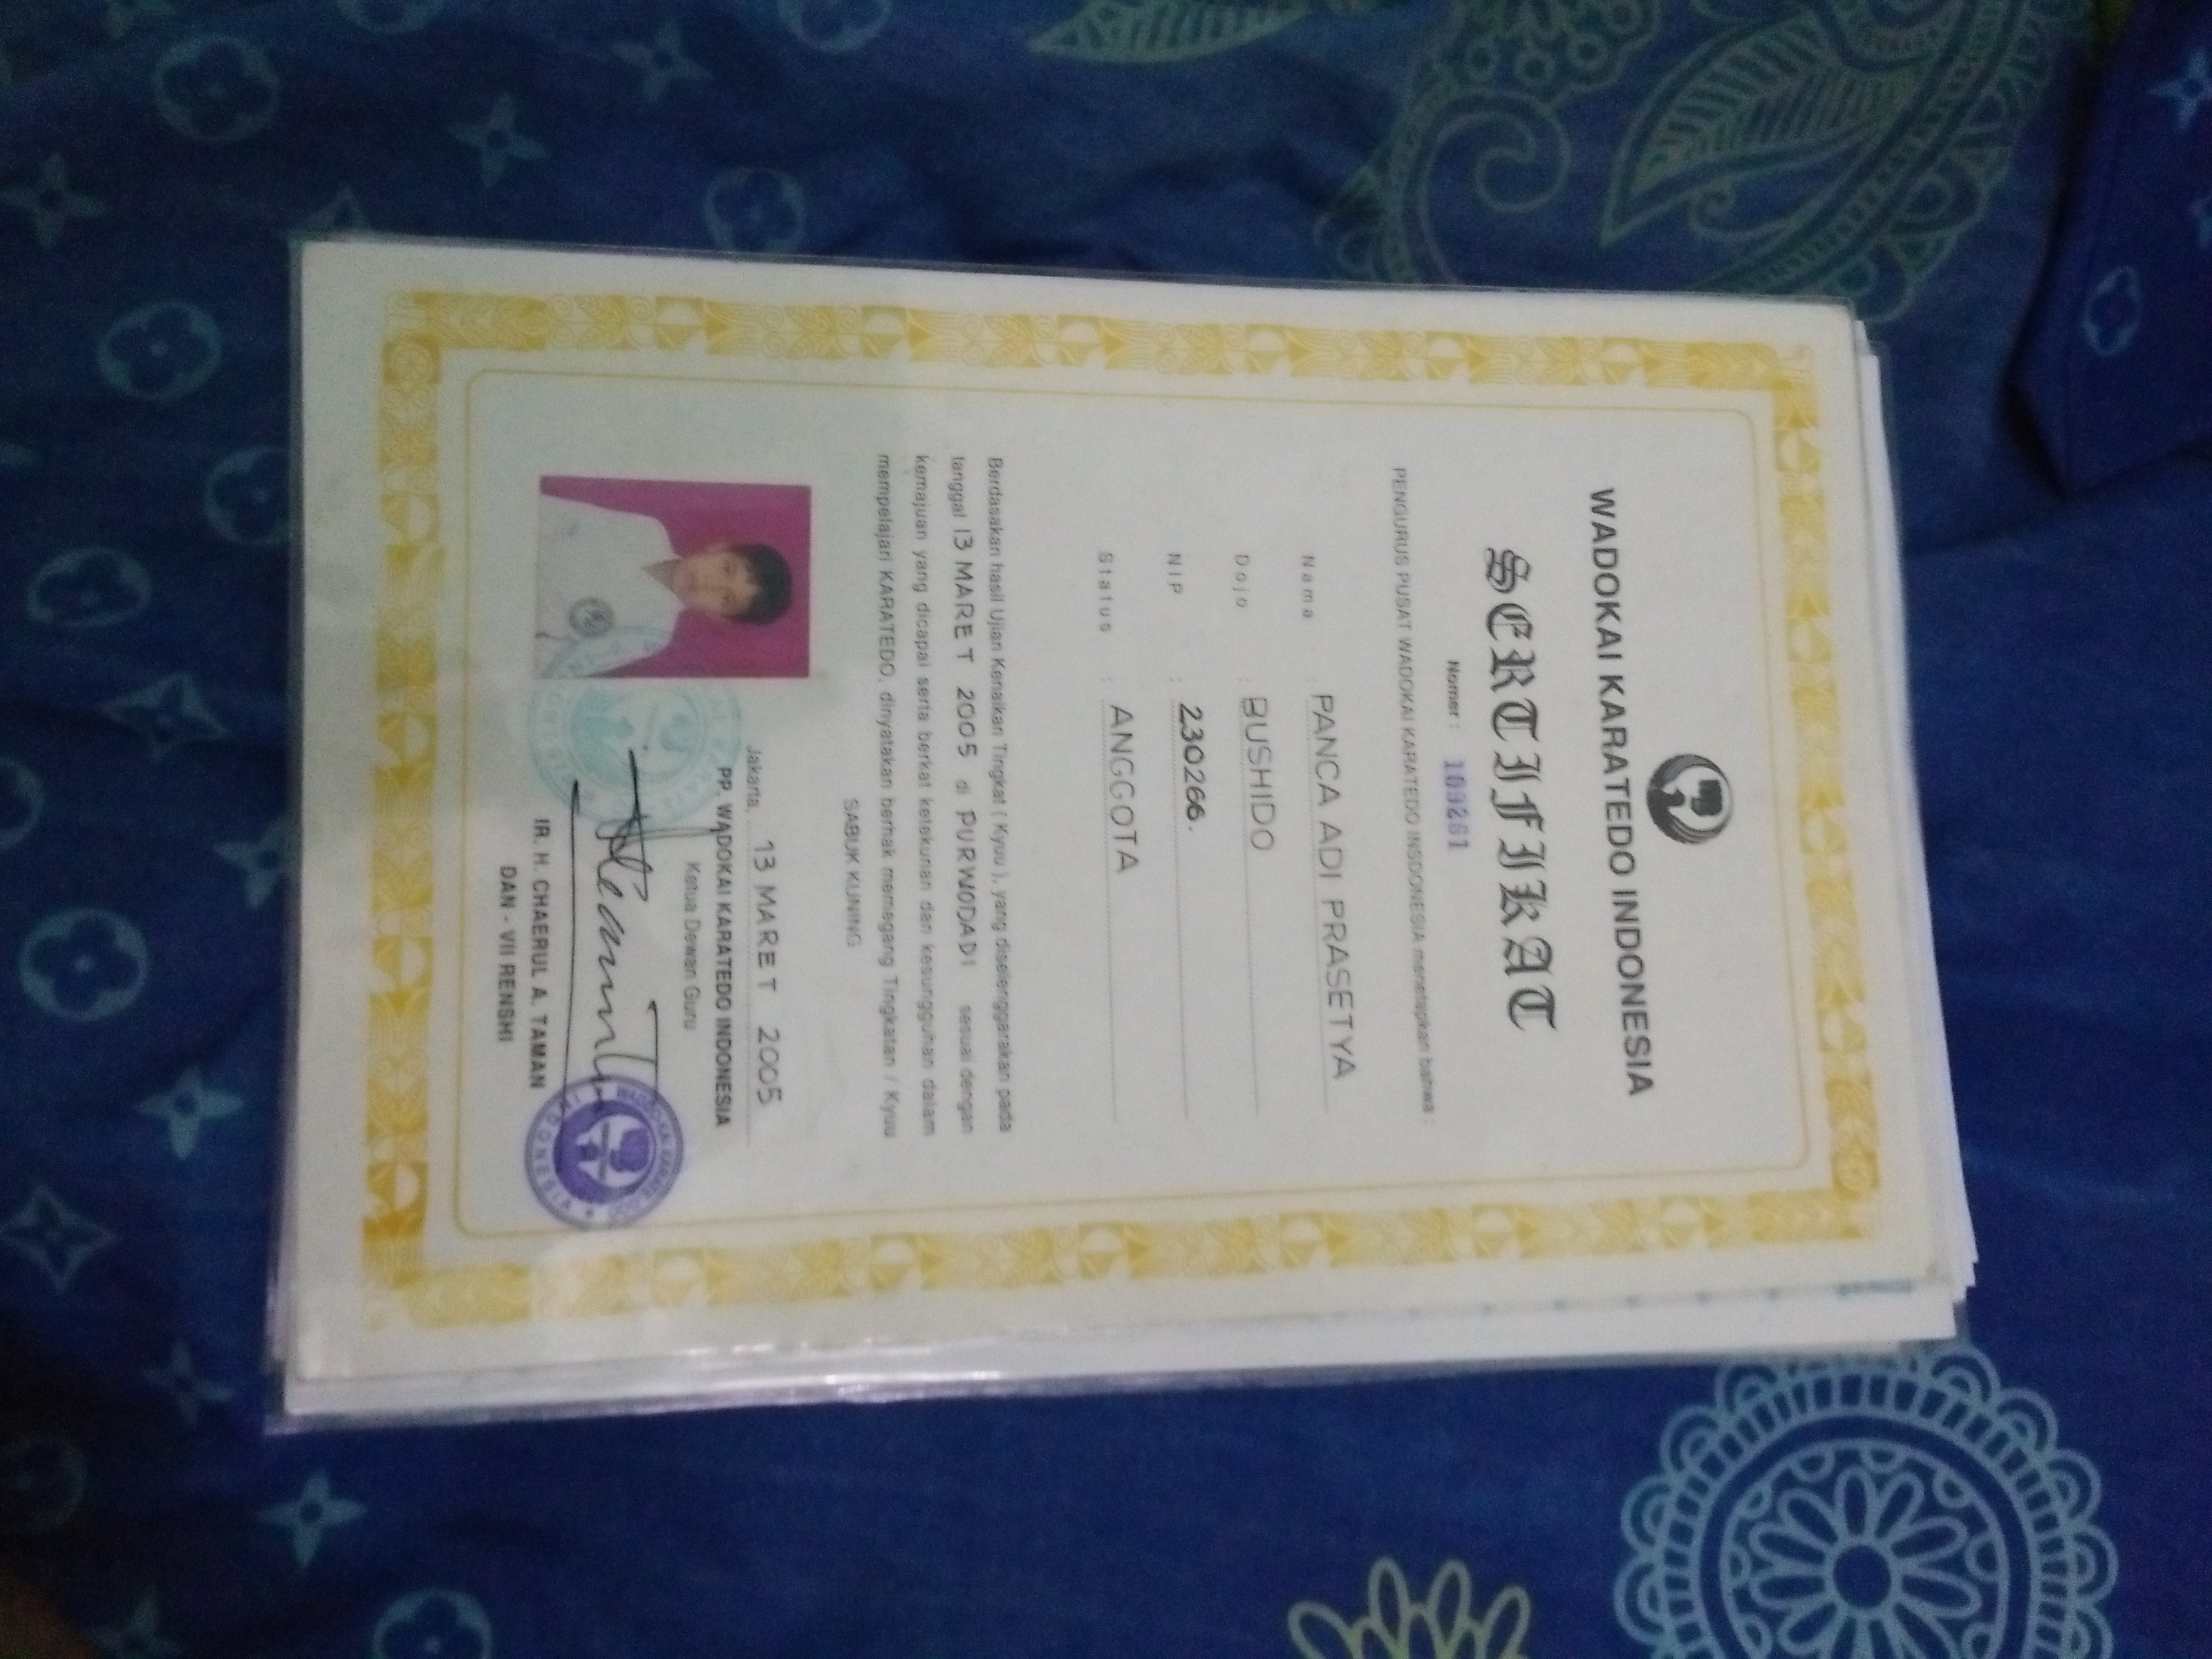 WADOKAI KARATEDO INDONESIA
SERTIFIKAT
Nomer : 109261
PENGURUS PUSAT WADOKAI KARATEDO INSDONESIA menetapkan bahwa :
Nama : PANCA ADI PRASETYA
Dojo : BUSHIDO
NIP : 230266.
Status : ANGGOTA
Berdasakan hasil Ujian Kenaikan Tingkat ( Kyuu ), yang diselenggarakan pada
tanggal 13 MARET 2005 di PURWODADI sesuai dengan
kemajuan yang dicapai serta berkat ketekunan dan kesungguhan dalam
mempelajari KARATEDO, dinyatakan berhak memegang Tingkatan / Kyuu
SABUK KUNING
Jakarta, 13 MARET 2005
PP. WADOKAI KARATEDO INDONESIA
Ketua Dewan Guru
WADOKAI KARATEDO
INDONESIA
IR. H. CHAERUL A. TAMAN
DAN - VII RENSHI